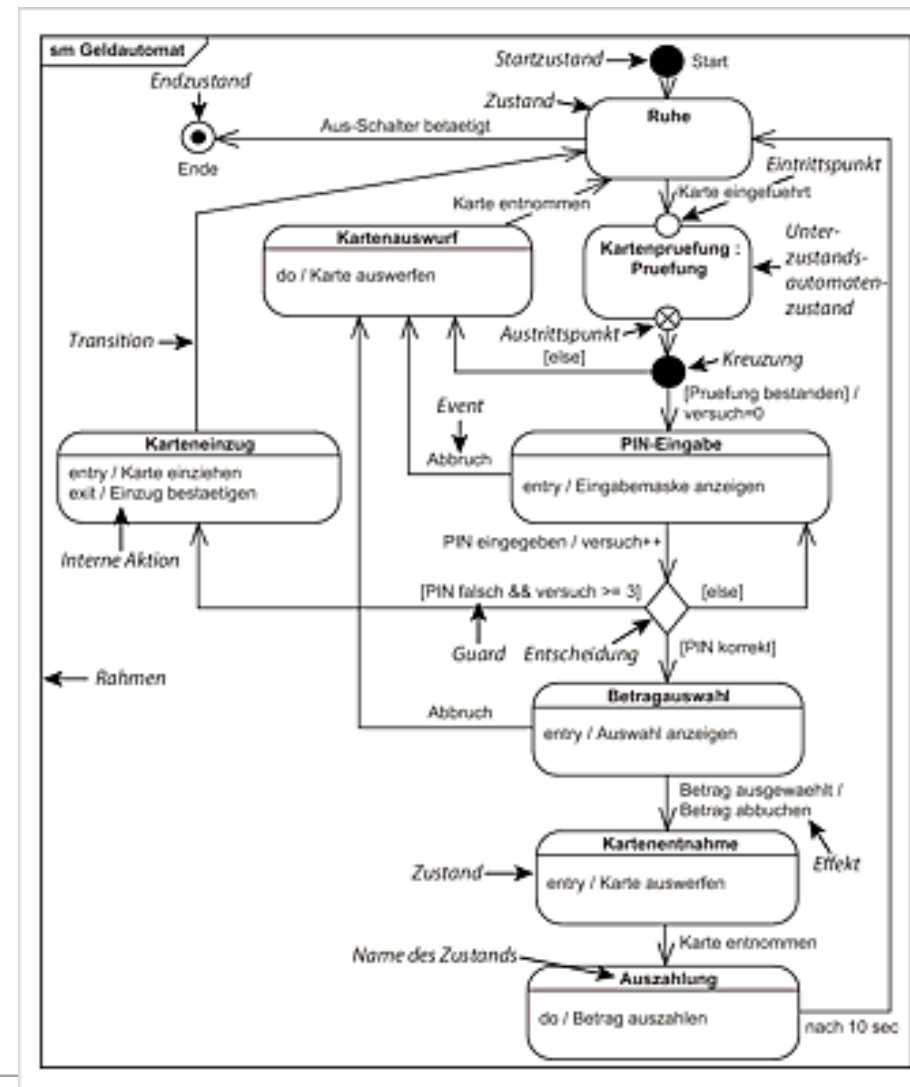 sm Geldautomat
Startzustand
Start
Endzustand
Zustand
Ruhe
Aus-Schalter betaetigt
Ende
Eintrittspunkt
Karte eingefuehrt
Karte entnommen
Kartenauswurf
do / Karte auswerfen
Kartenpruefung :
Pruefung
Unter-
zustands-
automaten-
zustand
Transition
Austrittspunkt
[else]
Kreuzung
[Pruefung bestanden] /
versuch=0
Event
Abbruch
Karteneinzug
entry / Karte einziehen
exit / Einzug bestaetigen
PIN-Eingabe
entry / Eingabemaske anzeigen
Interne Aktion
PIN eingegeben / versuch++
[PIN falsch && versuch >= 3]
[else]
Guard
Entscheidung
[PIN korrekt]
Rahmen
Betragauswahl
entry / Auswahl anzeigen
Abbruch
Betrag ausgewaehlt /
Betrag abbuchen
Effekt
Kartenentnahme
entry / Karte auswerfen
Zustand
Karte entnommen
Name des Zustands
Auszahlung
do / Betrag auszahlen
nach 10 sec